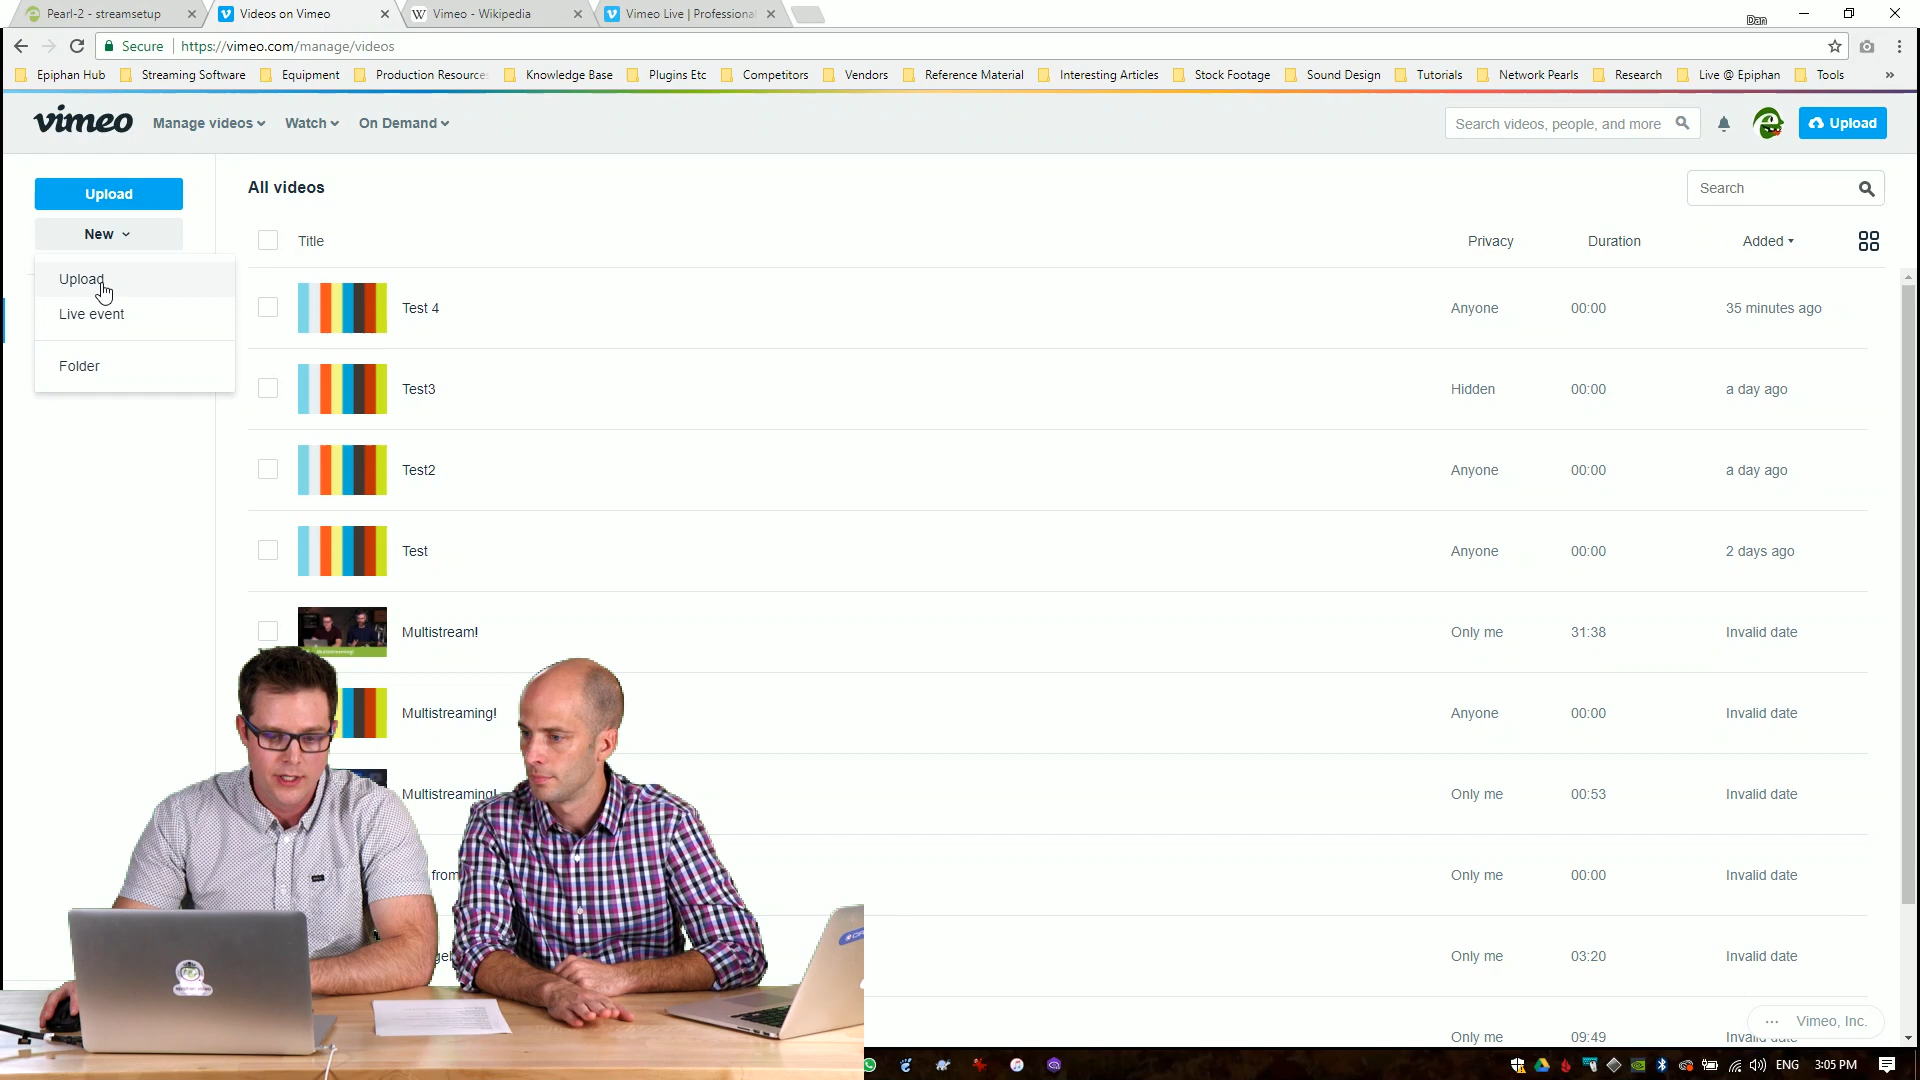 Pearl-2 - streamsetup
Videos on Vimeo
Vimeo - Wikipedia
Vimeo Live | Professiona
Dan
Secure
https://vimeo.com/manage/videos
Epiphan Hub
Streaming Software
Equipment
Production Resource
Knowledge Base
Plugins Etc
Competitors
Vendors
Reference Material
Interesting Articles
Stock Footage
Sound Design
Tutorials
Network Pearls
Research
Live @ Epiphan
Tools
»
vimeo
Manage videos
Watch
On Demand
Search videos, people, and more
Upload
Upload
New
Upload
Live event
Folder
All videos
Search
Title
Privacy
Duration
Added
Test 4
Anyone
00:00
35 minutes ago
Test3
Hidden
00:00
a day ago
Test2
Anyone
00:00
a day ago
Test
Anyone
00:00
2 days ago
Multistream!
Only me
31:38
Invalid date
Multistreaming!
Anyone
00:00
Invalid date
Multistreaming!
Only me
00:53
Invalid date
from
Only me
00:00
Invalid date
Only me
03:20
Invalid date
Only me
09:49
Vimeo, Inc.
ENG
3:05 PM